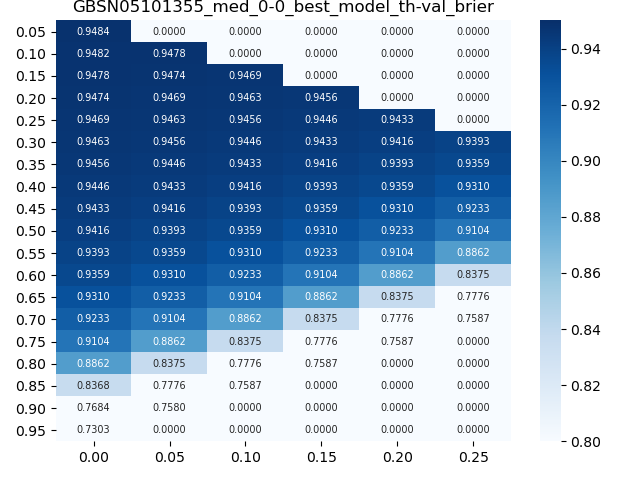 GBSN05101355_med_0-0_best_model_th-val_brier
0.05 0.9484 0.0000 0.0000 0.0000 0.0000 0.0000
0.10 0.9482 0.9478 0.0000 0.0000 0.0000 0.0000
0.15 0.9478 0.9474 0.9469 0.0000 0.0000 0.0000
0.20 0.9474 0.9469 0.9463 0.9456 0.0000 0.0000
0.25 0.9469 0.9463 0.9456 0.9446 0.9433 0.0000
0.30 0.9463 0.9456 0.9446 0.9433 0.9416 0.9393
0.35 0.9456 0.9446 0.9433 0.9416 0.9393 0.9359
0.40 0.9446 0.9433 0.9416 0.9393 0.9359 0.9310
0.45 0.9433 0.9416 0.9393 0.9359 0.9310 0.9233
0.50 0.9416 0.9393 0.9359 0.9310 0.9233 0.9104
0.55 0.9393 0.9359 0.9310 0.9233 0.9104 0.8862
0.60 0.9359 0.9310 0.9233 0.9104 0.8862 0.8375
0.65 0.9310 0.9233 0.9104 0.8862 0.8375 0.7776
0.70 0.9233 0.9104 0.8862 0.8375 0.7776 0.7587
0.75 0.9104 0.8862 0.8375 0.7776 0.7587 0.0000
0.80 0.8862 0.8375 0.7776 0.7587 0.0000 0.0000
0.85 0.8368 0.7776 0.7587 0.0000 0.0000 0.0000
0.90 0.7684 0.7580 0.0000 0.0000 0.0000 0.0000
0.95 0.7303 0.0000 0.0000 0.0000 0.0000 0.0000
0.00 0.05 0.10 0.15 0.20 0.25
0.94
0.92
0.90
0.88
0.86
0.84
0.82
0.80